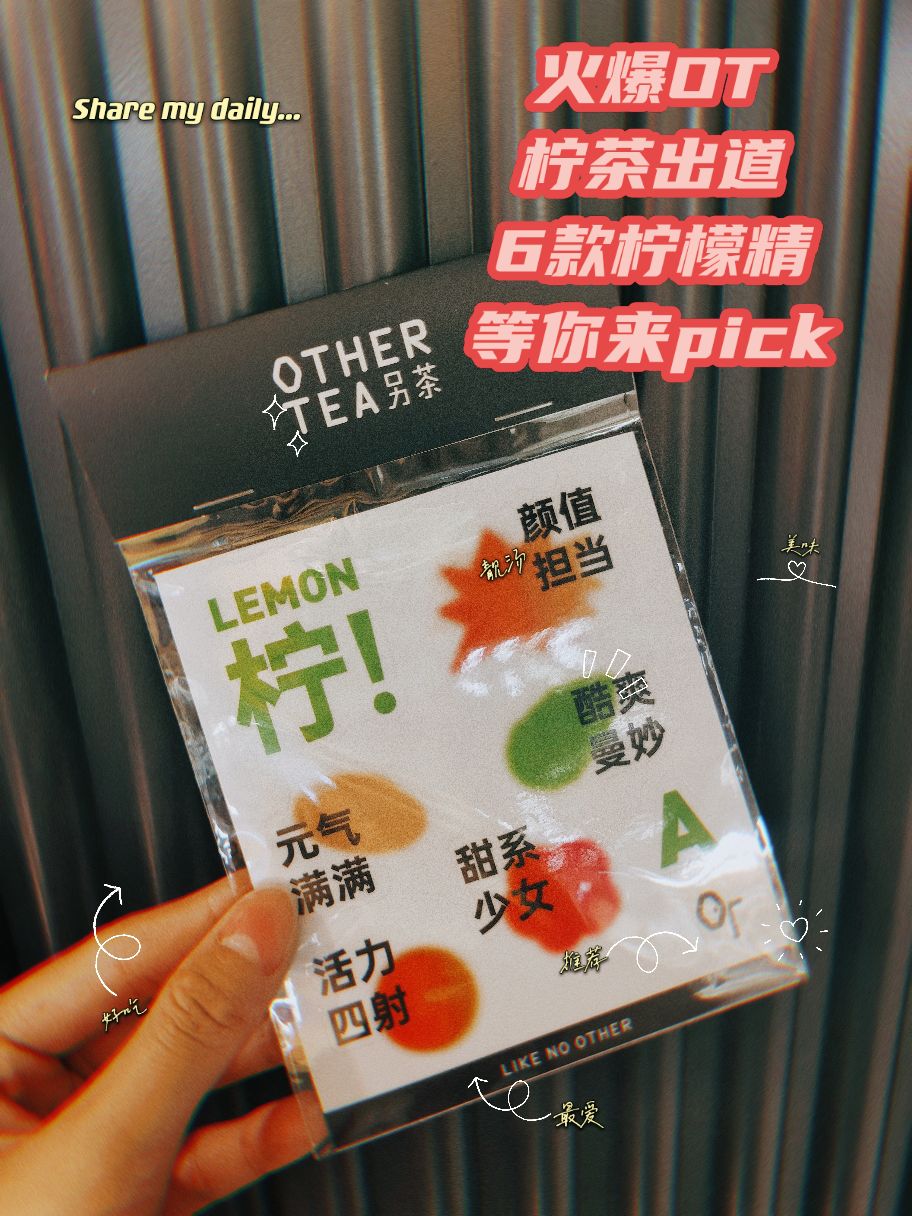 Share my daily...
火爆OT
柠茶出道
6款柠檬精
等你来pick
OTHER
TEA另茶
LEMON
柠!
颜值
担当
靓汤
美味
酷爽
曼妙
元气
满满
甜系
少女
A
Or
活力
四射
推荐
好吃
LIKE NO OTHER
最爱